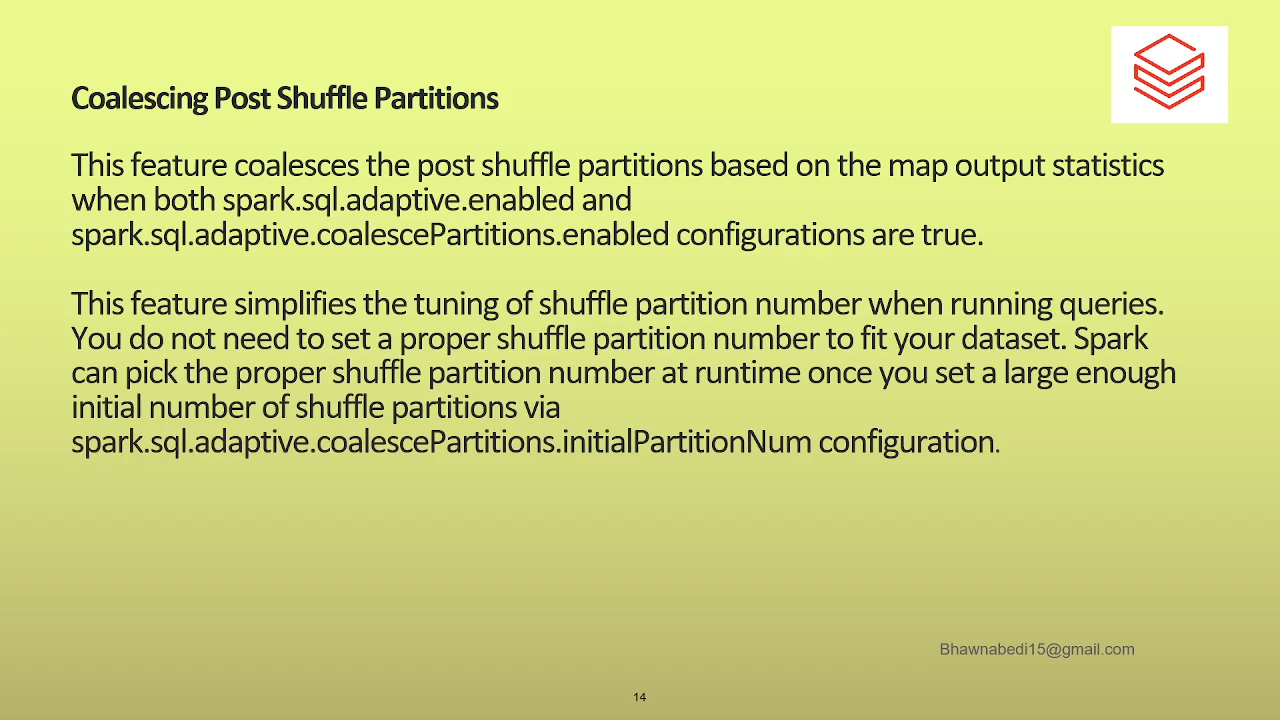 Coalescing Post Shuffle Partitions
This feature coalesces the post shuffle partitions based on the map output statistics
when both spark.sql.adaptive.enabled and
spark.sql.adaptive.coalescePartitions.enabled configurations are true.
This feature simplifies the tuning of shuffle partition number when running queries.
You do not need to set a proper shuffle partition number to fit your dataset. Spark
can pick the proper shuffle partition number at runtime once you set a large enough
initial number of shuffle partitions via
spark.sql.adaptive.coalescePartitions.initialPartitionNum configuration.
Bhawnabedi15@gmail.com
14